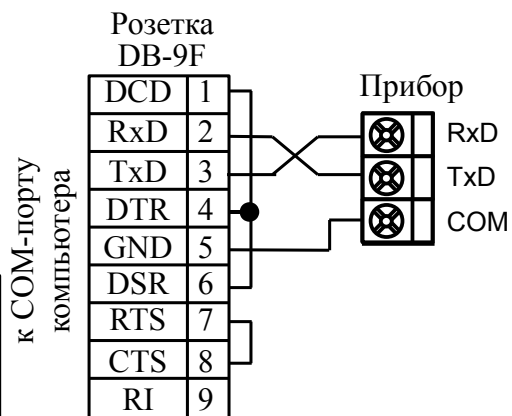 Розетка
DB-9F
DCD 1
RxD 2
TxD 3
DTR 4
GND 5
DSR 6
RTS 7
CTS 8
RI 9
к COM-порту
компьютера
Прибор
RxD
TxD
COM